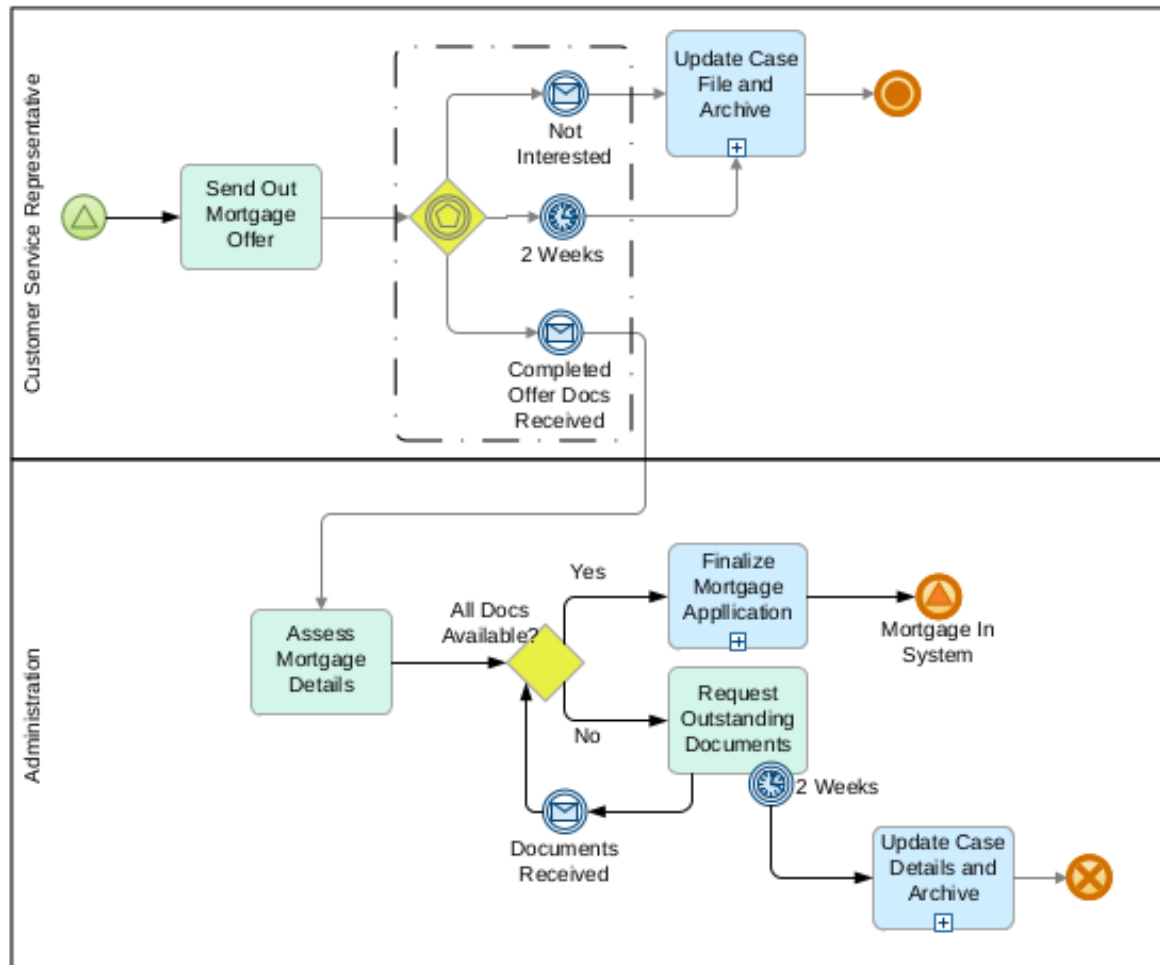 Customer Service Representative
Send Out
Mortgage
Offer
Not
Interested
2 Weeks
Completed
Offer Docs
Received
Update Case
File and
Archive
Administration
Assess
Mortgage
Details
All Docs
Available?
Yes
No
Finalize
Mortgage
Appllication
Mortgage In
System
Request
Outstanding
Documents
2 Weeks
Documents
Received
Update Case
Details and
Archive